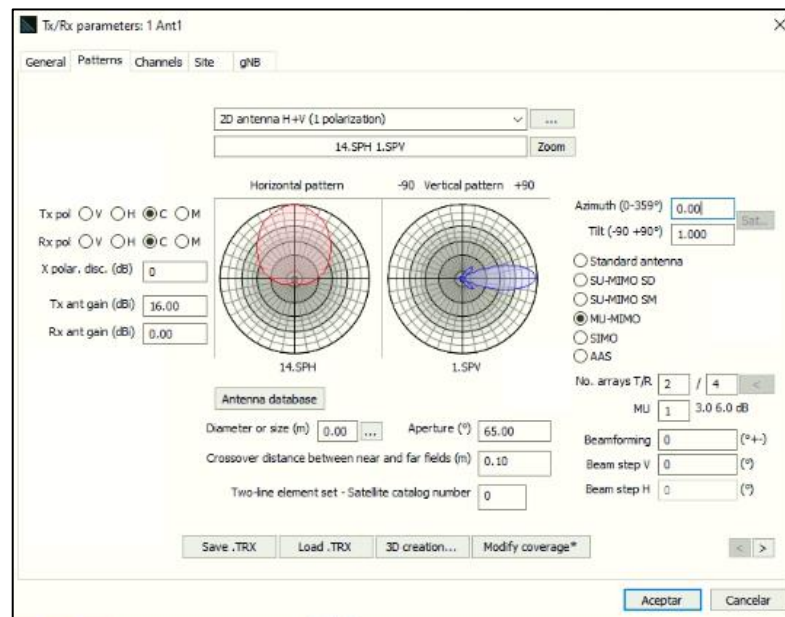 Tx/Rx parameters: 1 Ant1
General Patterns Channels Site gNB
2D antenna H+V (1 polarization) ...
14.SPH 1.SPV Zoom
Horizontal pattern -90 Vertical pattern +90
Tx pol V H C M
Rx pol V H C M
X polar. disc. (dB) 0
Tx ant gain (dBi) 16.00
Rx ant gain (dBi) 0.00
14.SPH 1.SPV
Azimuth (0-359°) 0.00
Tilt (-90 +90°) 1.000
Sat...
Standard antenna
SU-MIMO SD
SU-MIMO SM
MU-MIMO
SIMO
AAS
No. arrays T/R 2 / 4 <
MU 1 3.0 6.0 dB
Beamforming 0 (°+-)
Beam step V 0 (°)
Beam step H 0 (°)
Antenna database
Diameter or size (m) 0.00 ... Aperture (°) 65.00
Crossover distance between near and far fields (m) 0.10
Two-line element set - Satellite catalog number 0
Save .TRX Load .TRX 3D creation... Modify coverage* < >
Aceptar Cancelar